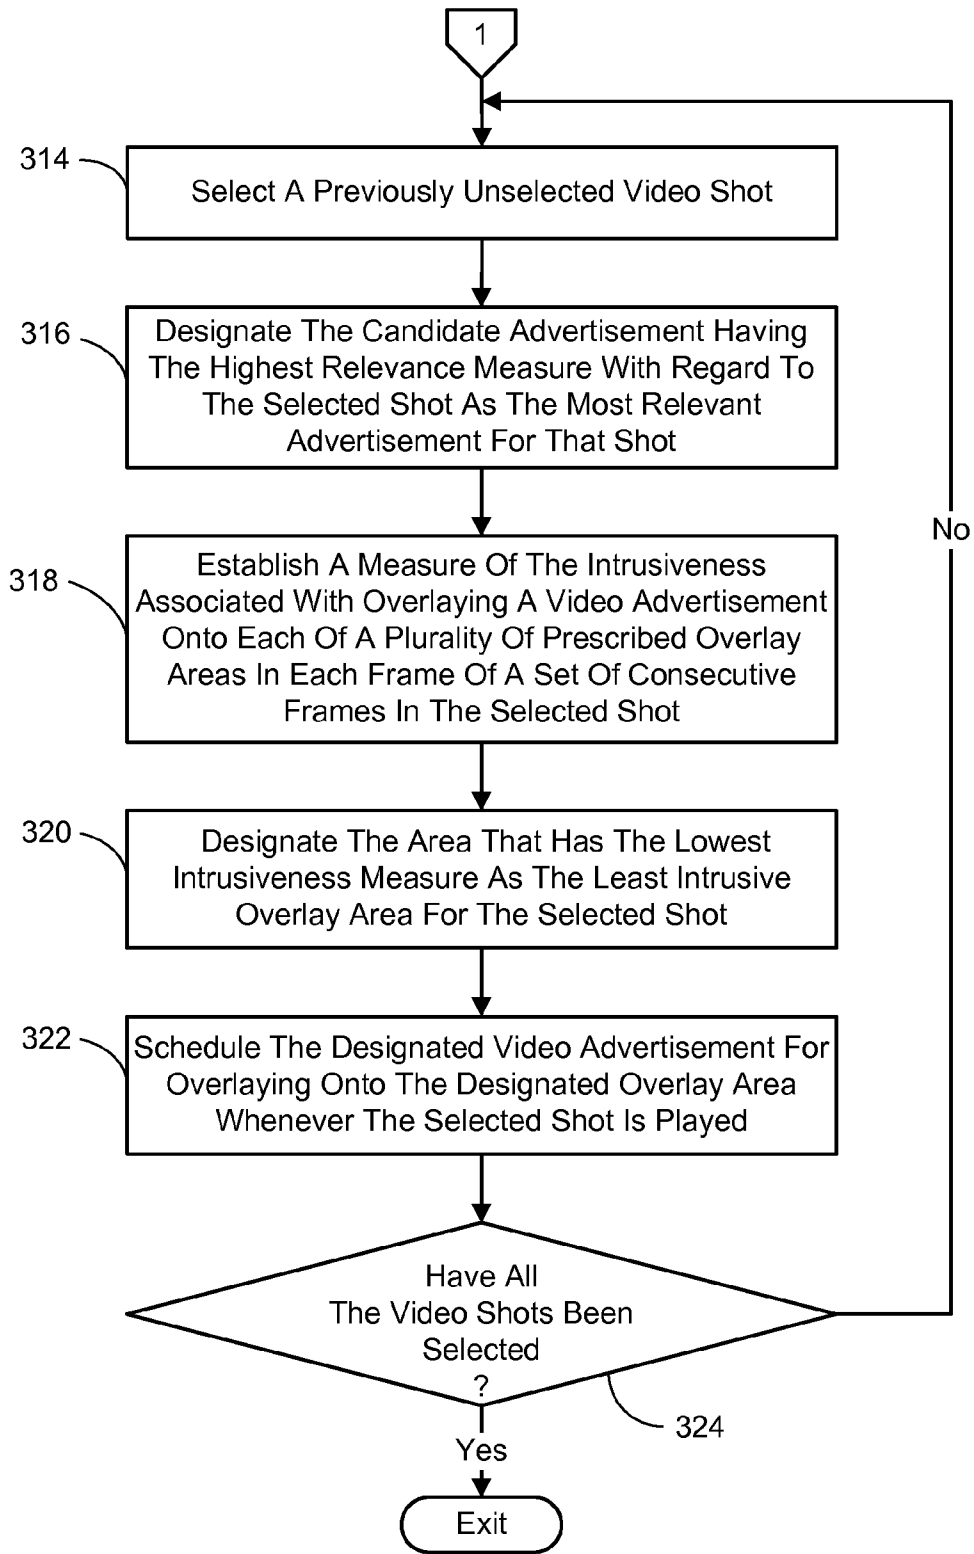 1
314
Select A Previously Unselected Video Shot
316
Designate The Candidate Advertisement Having
The Highest Relevance Measure With Regard To
The Selected Shot As The Most Relevant
Advertisement For That Shot
No
318
Establish A Measure Of The Intrusiveness
Associated With Overlaying A Video Advertisement
Onto Each Of A Plurality Of Prescribed Overlay
Areas In Each Frame Of A Set Of Consecutive
Frames In The Selected Shot
320
Designate The Area That Has The Lowest
Intrusiveness Measure As The Least Intrusive
Overlay Area For The Selected Shot
322
Schedule The Designated Video Advertisement For
Overlaying Onto The Designated Overlay Area
Whenever The Selected Shot Is Played
Have All
The Video Shots Been
Selected
?
324
Yes
Exit